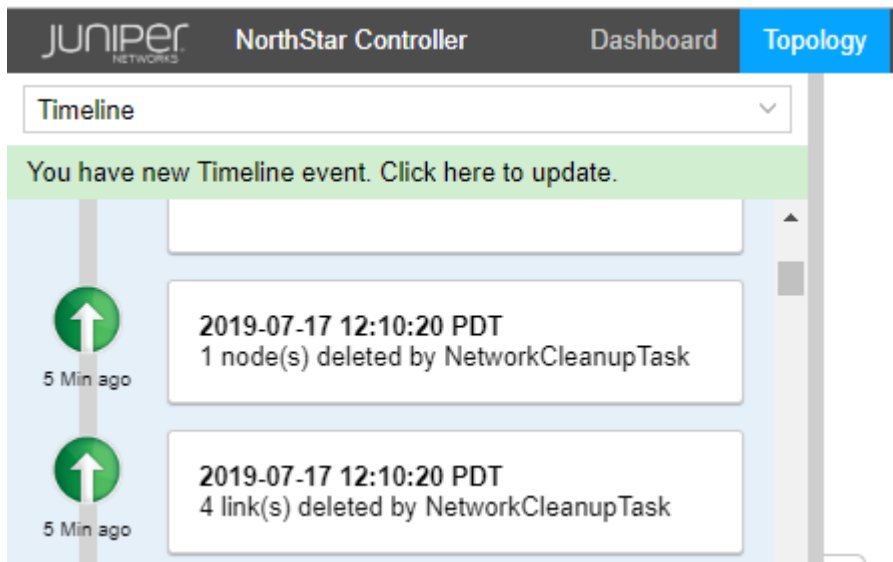 JUNIPER
NETWORKS
NorthStar Controller
Dashboard
Topology
Timeline
You have new Timeline event. Click here to update.
2019-07-17 12:10:20 PDT
1 node(s) deleted by NetworkCleanupTask
5 Min ago
2019-07-17 12:10:20 PDT
4 link(s) deleted by NetworkCleanupTask
5 Min ago